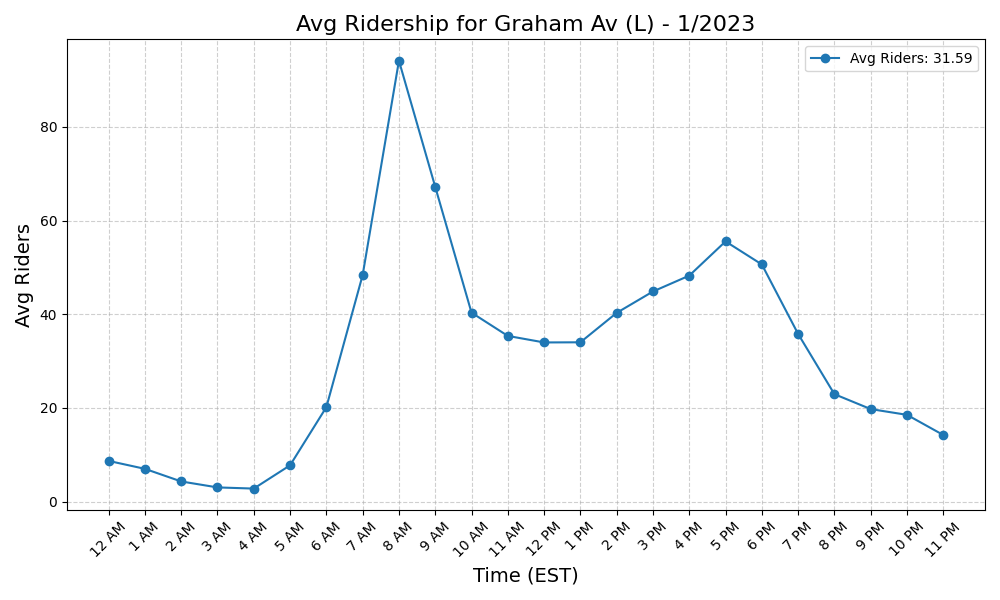 Avg Ridership for Graham Av (L) - 1/2023
Avg Riders: 31.59
Avg Riders
80
60
40
20
0
12 AM
1 AM
2 AM
3 AM
4 AM
5 AM
6 AM
7 AM
8 AM
9 AM
10 AM
11 AM
12 PM
1 PM
2 PM
3 PM
4 PM
5 PM
6 PM
7 PM
8 PM
9 PM
10 PM
11 PM
Time (EST)